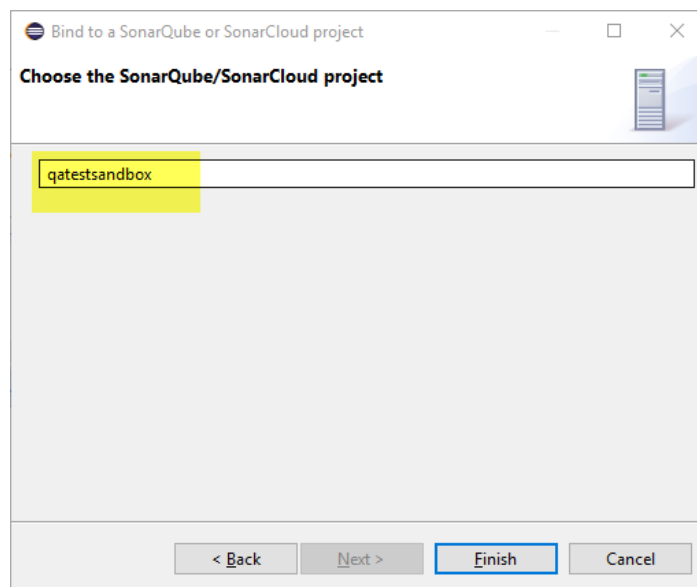 Bind to a SonarQube or SonarCloud project
Choose the SonarQube/SonarCloud project
qatestsandbox
< Back Next > Finish Cancel